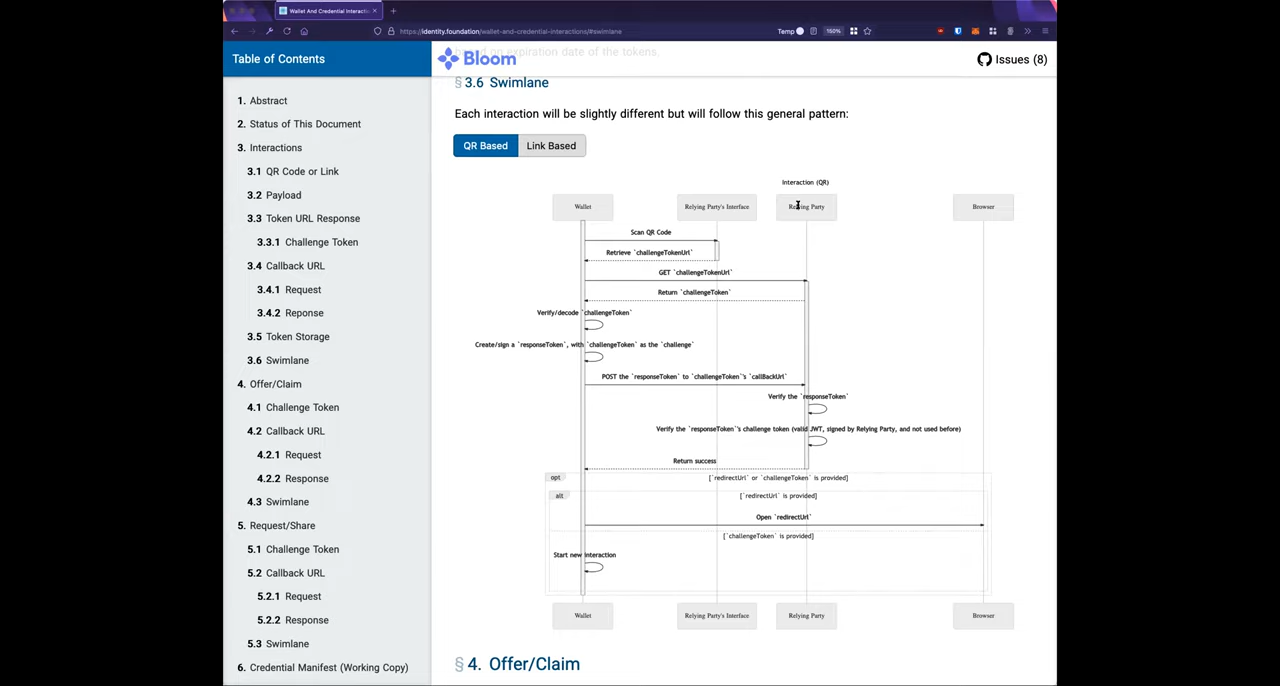 Wallet And Credential Interactio
https://identity.foundation/wallet-and-credential-interactions/#swimlane
Temp
150%
Table of Contents
1. Abstract
2. Status of This Document
3. Interactions
3.1 QR Code or Link
3.2 Payload
3.3 Token URL Response
3.3.1 Challenge Token
3.4 Callback URL
3.4.1 Request
3.4.2 Reponse
3.5 Token Storage
3.6 Swimlane
4. Offer/Claim
4.1 Challenge Token
4.2 Callback URL
4.2.1 Request
4.2.2 Response
4.3 Swimlane
5. Request/Share
5.1 Challenge Token
5.2 Callback URL
5.2.1 Request
5.2.2 Response
5.3 Swimlane
6. Credential Manifest (Working Copy)
Bloom
Issues (8)
based on expiration date of the tokens.
§ 3.6 Swimlane
Each interaction will be slightly different but will follow this general pattern:
QR Based
Link Based
Interaction (QR)
Wallet
Relying Party's Interface
Relying Party
Browser
Scan QR Code
Retrieve `challengeTokenUrl`
GET `challengeTokenUrl`
Return `challengeToken`
Verify/decode `challengeToken`
Create/sign a `responseToken`, with `challengeToken` as the `challenge`
POST the `responseToken` to `challengeToken`'s `callBackUrl`
Verify the `responseToken`
Verify the `responseToken`'s challenge token (valid JWT, signed by Relying Party, and not used before)
Return success
opt
[`redirectUrl` or `challengeToken` is provided]
alt
[`redirectUrl` is provided]
Open `redirectUrl`
[`challengeToken` is provided]
Start new interaction
Wallet
Relying Party's Interface
Relying Party
Browser
§ 4. Offer/Claim